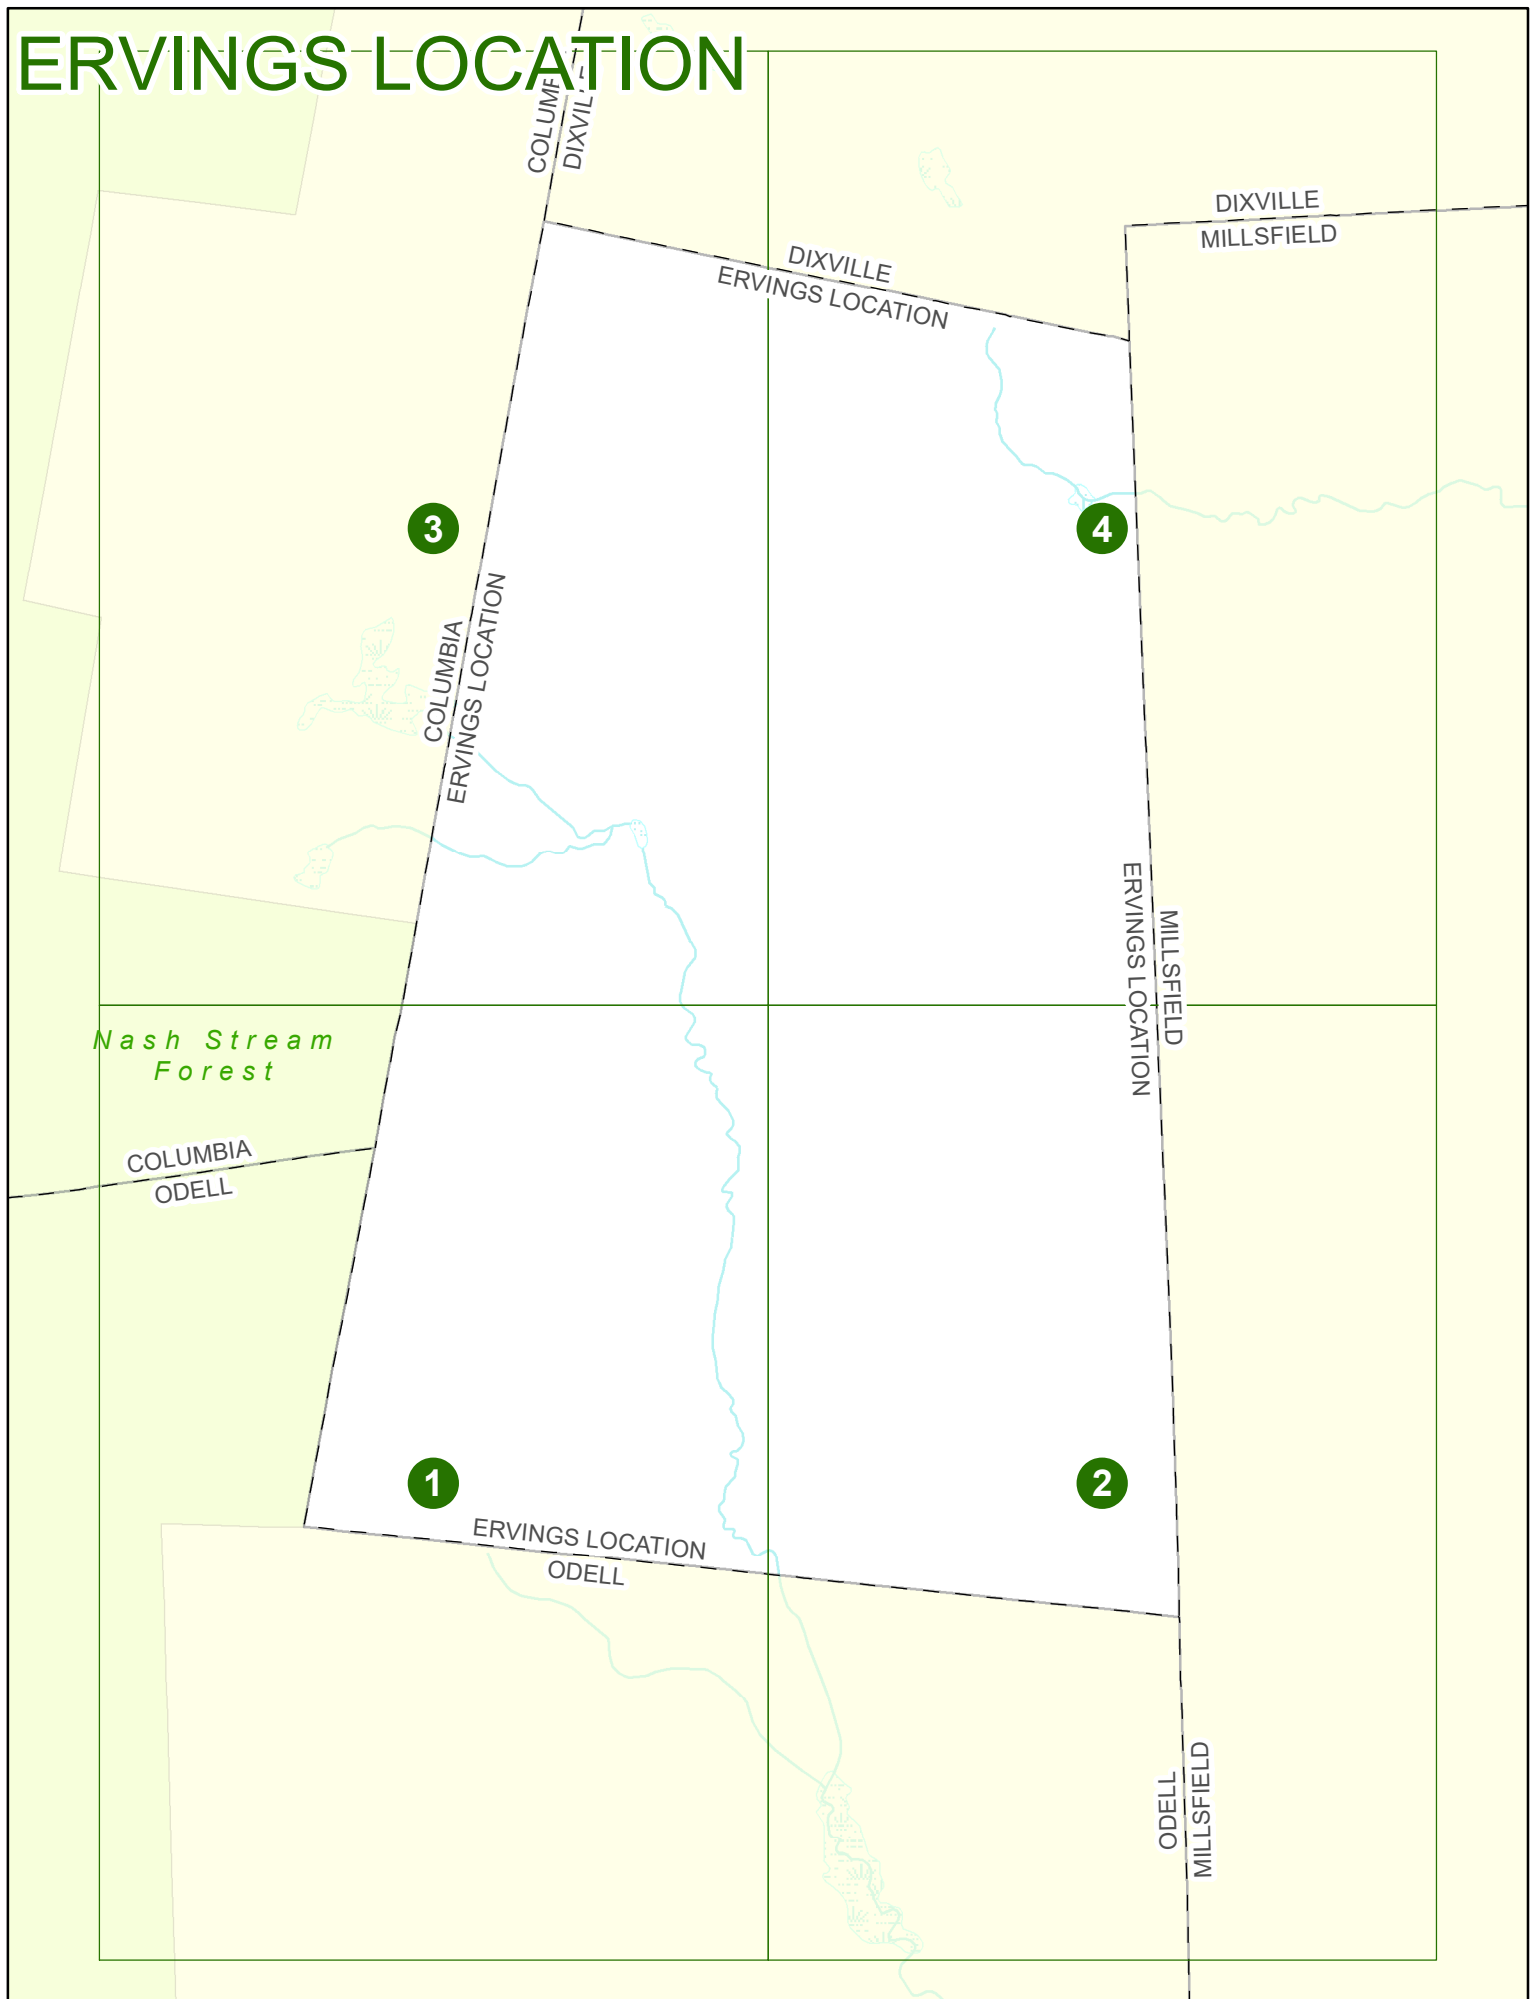 ERVINGS LOCATION
DIXVILLE
MILLSFIELD
DIXVILLE
ERVINGS LOCATION
3
4
COLUMBIA
ERVINGS LOCATION
ERVINGS LOCATION
MILLSFIELD
Nash Stream
Forest
COLUMBIA
ODELL
1
2
ERVINGS LOCATION
ODELL
ODELL
MILLSFIELD